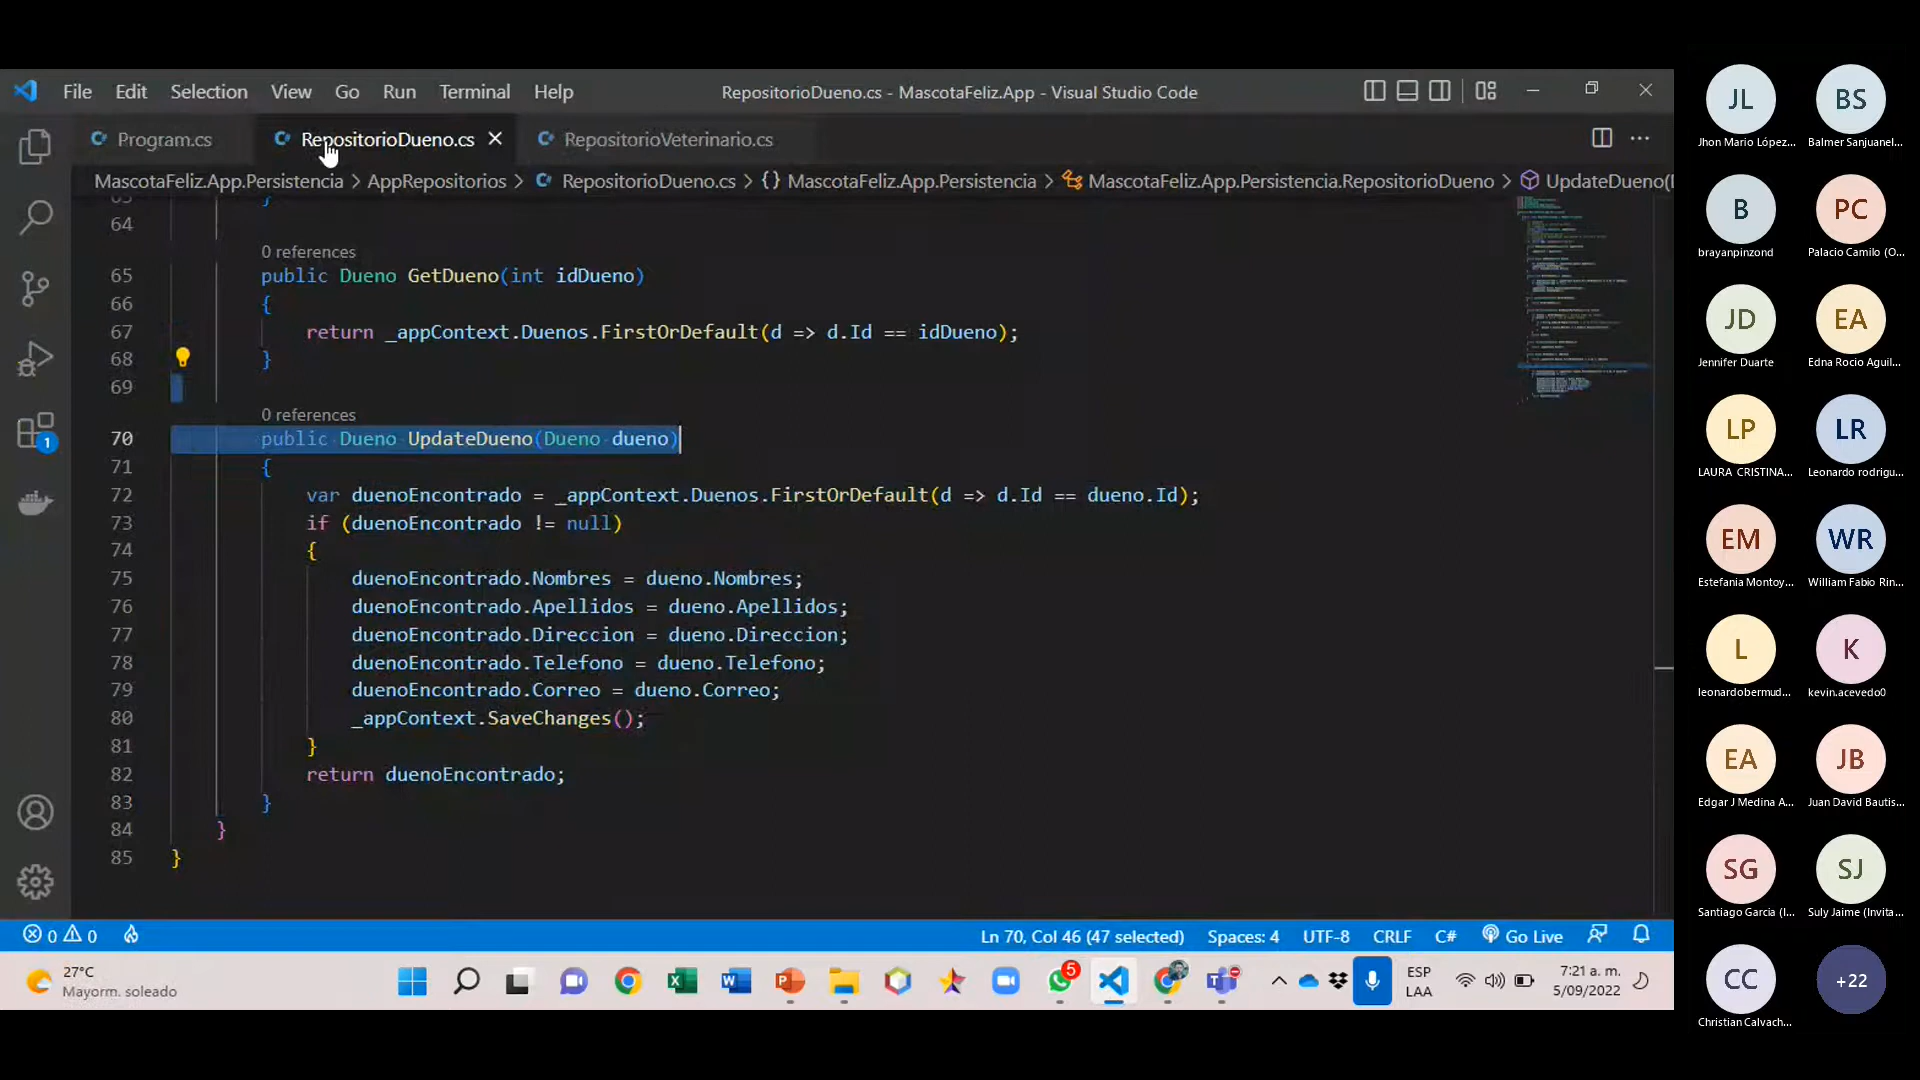 File Edit Selection View Go Run Terminal Help
RepositorioDueno.cs - MascotaFeliz.App - Visual Studio Code
Program.cs
RepositorioDueno.cs
RepositorioVeterinario.cs
MascotaFeliz.App.Persistencia > AppRepositorios > RepositorioDueno.cs > {} MascotaFeliz.App.Persistencia > MascotaFeliz.App.Persistencia.RepositorioDueno > UpdateDueno(
63 }
64
0 references
65 public Dueno GetDueno(int idDueno)
66 {
67 return _appContext.Duenos.FirstOrDefault(d => d.Id == idDueno);
68 }
69
0 references
70 public Dueno UpdateDueno(Dueno dueno)
71 {
72 var duenoEncontrado = _appContext.Duenos.FirstOrDefault(d => d.Id == dueno.Id);
73 if (duenoEncontrado != null)
74 {
75 duenoEncontrado.Nombres = dueno.Nombres;
76 duenoEncontrado.Apellidos = dueno.Apellidos;
77 duenoEncontrado.Direccion = dueno.Direccion;
78 duenoEncontrado.Telefono = dueno.Telefono;
79 duenoEncontrado.Correo = dueno.Correo;
80 _appContext.SaveChanges();
81 }
82 return duenoEncontrado;
83 }
84 }
85 }
1
0 0
Ln 70, Col 46 (47 selected) Spaces: 4 UTF-8 CRLF C# Go Live
27°C
Mayorm. soleado
5
ESP
LAA
7:21 a. m.
5/09/2022
JL
Jhon Mario López...
BS
Balmer Sanjuanel...
B
brayanpinzond
PC
Palacio Camilo (O...
JD
Jennifer Duarte
EA
Edna Rocio Aguil...
LP
LAURA CRISTINA...
LR
Leonardo rodrigu...
EM
Estefania Montoy...
WR
William Fabio Rin...
L
leonardobermud...
K
kevin.acevedo0
EA
Edgar J Medina A...
JB
Juan David Bautis...
SG
Santiago Garcia (I...
SJ
Suly Jaime (Invita...
CC
Christian Calvach...
+22